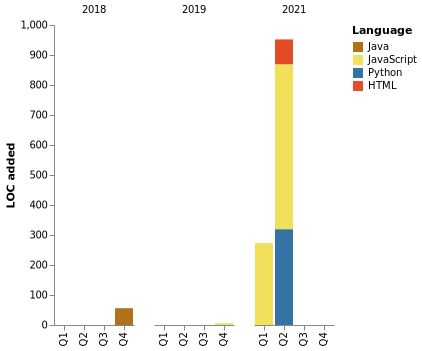 2018 2019 2021
Language
Java
JavaScript
Python
HTML
LOC added
1,000
900
800
700
600
500
400
300
200
100
0
Q1 Q2 Q3 Q4 Q1 Q2 Q3 Q4 Q1 Q2 Q3 Q4